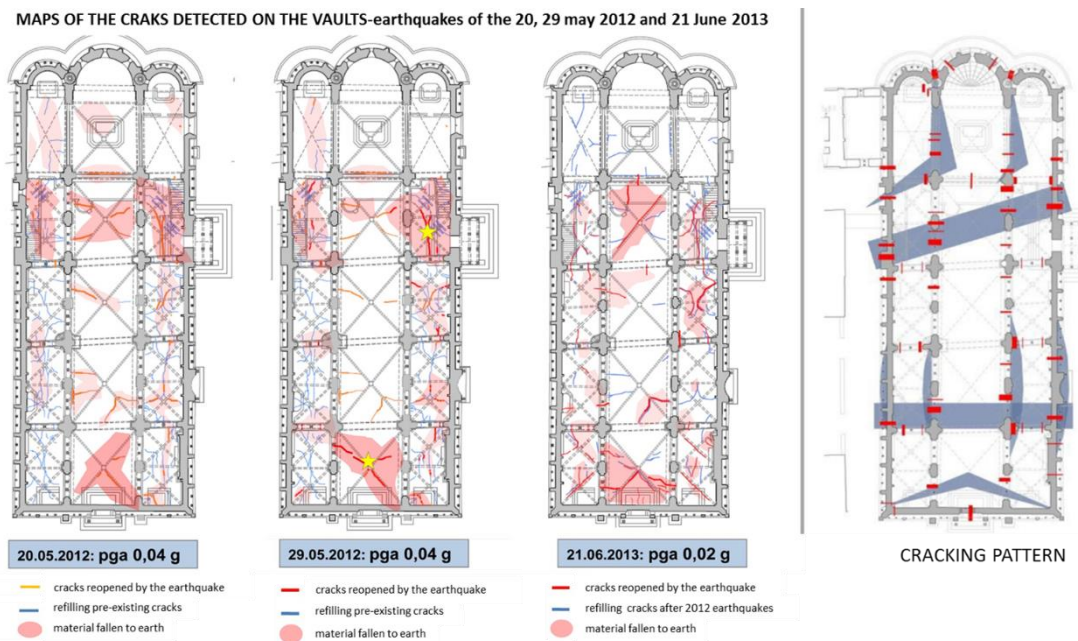 MAPS OF THE CRAKS DETECTED ON THE VAULTS-earthquakes of the 20, 29 may 2012 and 21 June 2013
20.05.2012: pga 0,04 g
cracks reopened by the earthquake
refilling pre-existing cracks
material fallen to earth
29.05.2012: pga 0,04 g
cracks reopened by the earthquake
refilling pre-existing cracks
material fallen to earth
21.06.2013: pga 0,02 g
cracks reopened by the earthquake
refilling cracks after 2012 earthquakes
material fallen to earth
CRACKING PATTERN